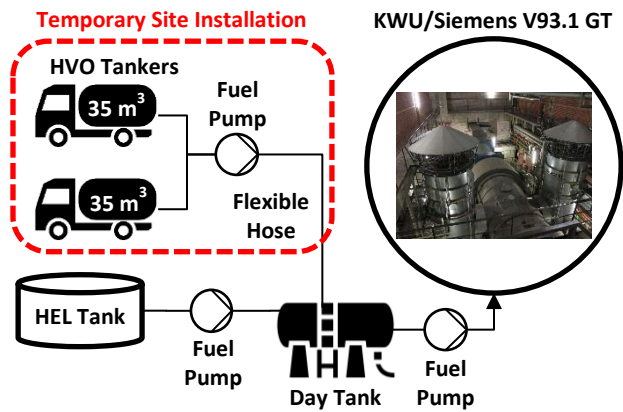 Temporary Site Installation
KWU/Siemens V93.1 GT
HVO Tankers
35 m³
Fuel
Pump
35 m³
Flexible
Hose
HEL Tank
Fuel
Pump
Day Tank
Fuel
Pump